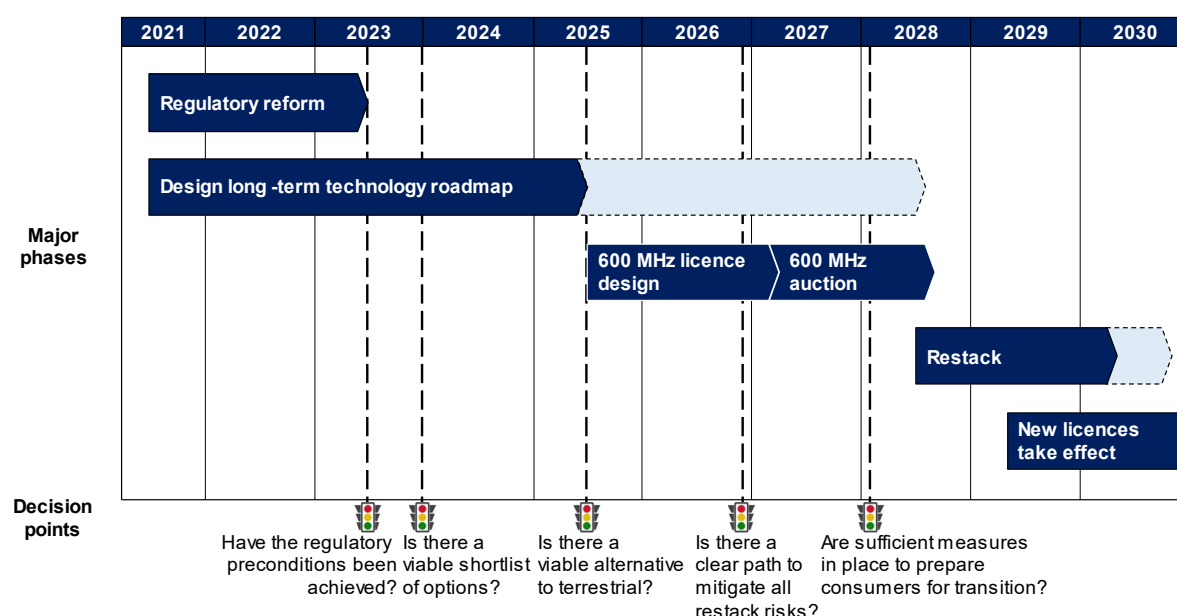 2021 2022 2023 2024 2025 2026 2027 2028 2029 2030
Regulatory reform
Design long -term technology roadmap
Major
phases
600 MHz licence
design
600 MHz
auction
Restack
New licences
take effect
Decision
points
Have the regulatory
preconditions been
achieved?
Is there a
viable shortlist
of options?
Is there a
viable alternative
to terrestrial?
Is there a
clear path to
mitigate all
restack risks?
Are sufficient measures
in place to prepare
consumers for transition?